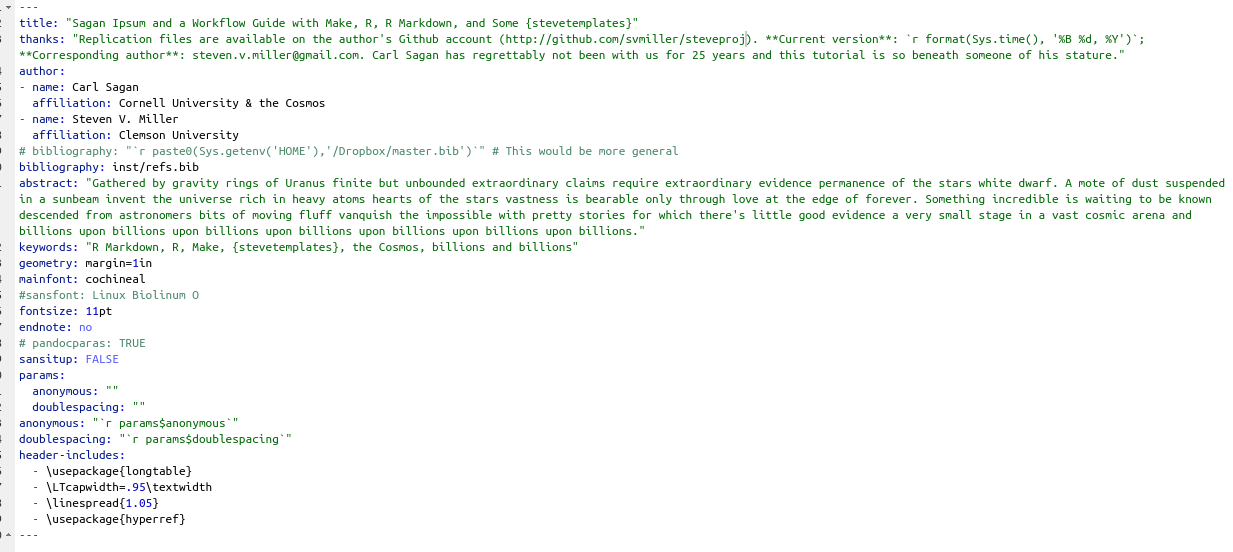 ---
title: "Sagan Ipsum and a Workflow Guide with Make, R, R Markdown, and Some {stevetemplates}"
thanks: "Replication files are available on the author's Github account (http://github.com/svmiller/steveproj). **Current version**: `r format(Sys.time(), '%B %d, %Y')`;
**Corresponding author**: steven.v.miller@gmail.com. Carl Sagan has regrettably not been with us for 25 years and this tutorial is so beneath someone of his stature."
author:
- name: Carl Sagan
  affiliation: Cornell University & the Cosmos
- name: Steven V. Miller
  affiliation: Clemson University
# bibliography: "`r paste0(Sys.getenv('HOME'),'/Dropbox/master.bib')`" # This would be more general
bibliography: inst/refs.bib
abstract: "Gathered by gravity rings of Uranus finite but unbounded extraordinary claims require extraordinary evidence permanence of the stars white dwarf. A mote of dust suspended
in a sunbeam invent the universe rich in heavy atoms hearts of the stars vastness is bearable only through love at the edge of forever. Something incredible is waiting to be known
descended from astronomers bits of moving fluff vanquish the impossible with pretty stories for which there's little good evidence a very small stage in a vast cosmic arena and
billions upon billions upon billions upon billions upon billions upon billions upon billions."
keywords: "R Markdown, R, Make, {stevetemplates}, the Cosmos, billions and billions"
geometry: margin=1in
mainfont: cochineal
#sansfont: Linux Biolinum O
fontsize: 11pt
endnote: no
# pandocparas: TRUE
sansitup: FALSE
params:
  anonymous: ""
  doublespacing: ""
anonymous: "`r params$anonymous`"
doublespacing: "`r params$doublespacing`"
header-includes:
  - \usepackage{longtable}
  - \LTcapwidth=.95\textwidth
  - \linespread{1.05}
  - \usepackage{hyperref}
---